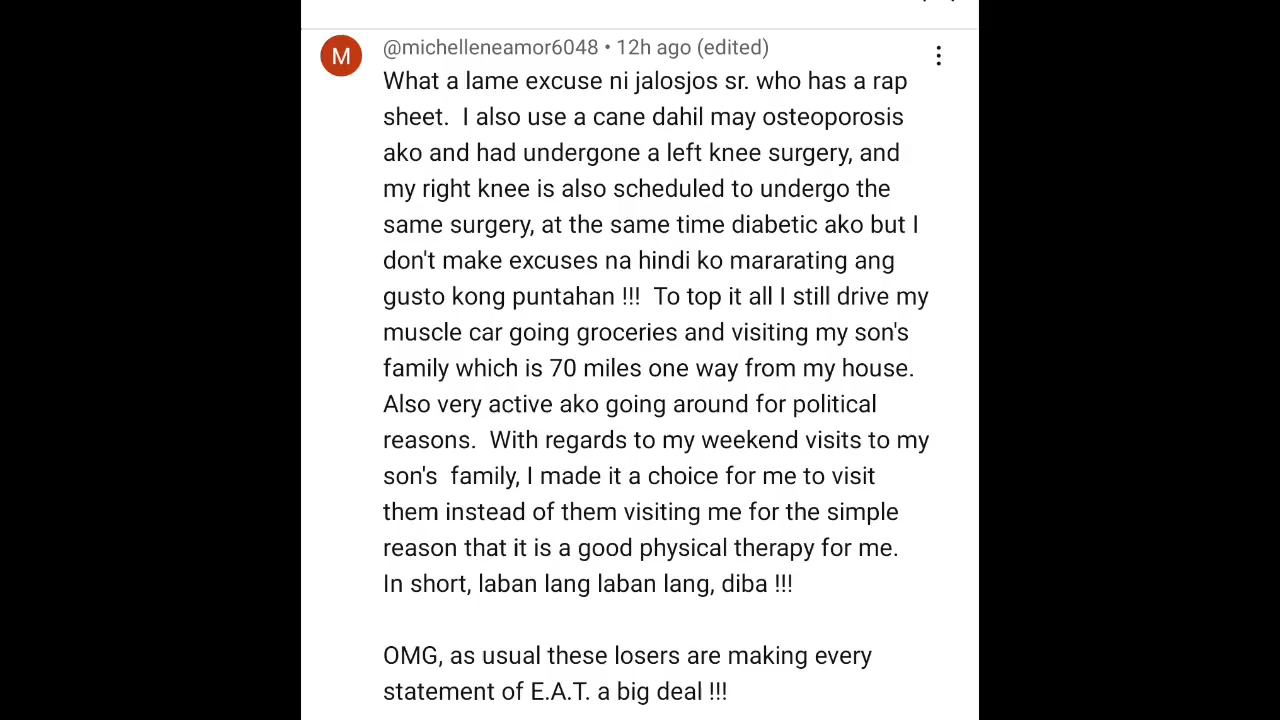 M
@michelleneamor6048 • 12h ago (edited)
What a lame excuse ni jalosjos sr. who has a rap
sheet.  I also use a cane dahil may osteoporosis
ako and had undergone a left knee surgery, and
my right knee is also scheduled to undergo the
same surgery, at the same time diabetic ako but I
don't make excuses na hindi ko mararating ang
gusto kong puntahan !!!  To top it all I still drive my
muscle car going groceries and visiting my son's
family which is 70 miles one way from my house.
Also very active ako going around for political
reasons.  With regards to my weekend visits to my
son's  family, I made it a choice for me to visit
them instead of them visiting me for the simple
reason that it is a good physical therapy for me.
In short, laban lang laban lang, diba !!!
OMG, as usual these losers are making every
statement of E.A.T. a big deal !!!